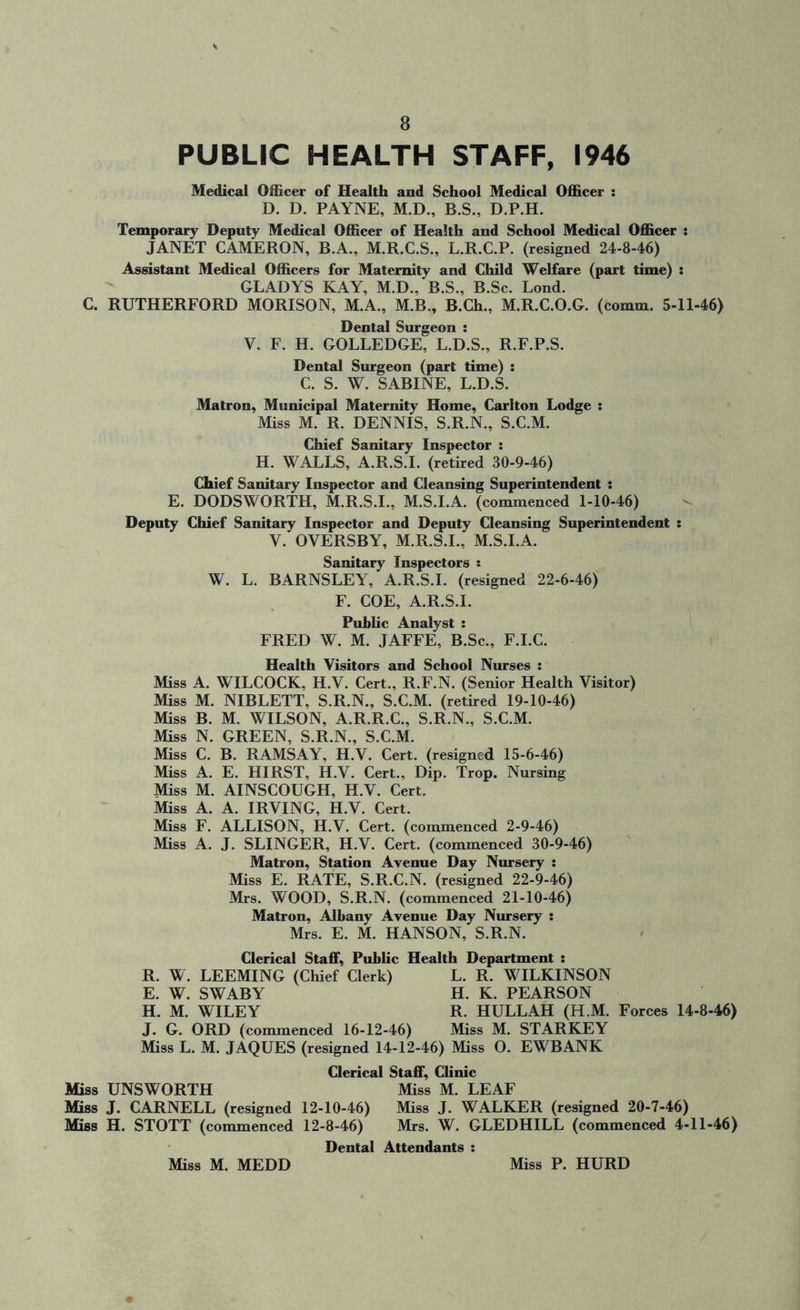 8
PUBLIC HEALTH STAFF, 1946
Medical Officer of Health and School Medical Officer :
D. D. PAYNE, M.D., B.S., D.P.H.
Temporary Deputy Medical Officer of Health and School Medical Officer :
JANET CAMERON, B.A., M.R.C.S., L.R.C.P. (resigned 24-8-46)
Assistant Medical Officers for Maternity and Child Welfare (part time) :
GLADYS KAY, M.D., B.S., B.Sc. Lond.
C. RUTHERFORD MORISON, M.A., M.B., B.Ch., M.R.C.O.G. (comm. 5-11-46)
Dental Surgeon :
V. F. H. GOLLEDGE, L.D.S., R.F.P.S.
Dental Surgeon (part time) :
C. S. W. SABINE, L.D.S.
Matron, Municipal Maternity Home, Carlton Lodge :
Miss M. R. DENNIS, S.R.N., S.C.M.
Chief Sanitary Inspector :
H. WALLS, A.R.S.I. (retired 30-9-46)
Chief Sanitary Inspector and Cleansing Superintendent :
E. DODSWORTH, M.R.S.I., M.S.I.A. (commenced 1-10-46)
Deputy Chief Sanitary Inspector and Deputy Cleansing Superintendent :
V. OVERSBY, M.R.S.I., M.S.I.A.
Sanitary Inspectors :
W. L. BARNSLEY, A.R.S.I. (resigned 22-6-46)
F. COE, A.R.S.I.
Public Analyst :
FRED W. M. JAFFE, B.Sc., F.I.C.
Health Visitors and School Nurses :
Miss A. WILCOCK, H.V. Cert., R.F.N. (Senior Health Visitor)
Miss M. NIBLETT, S.R.N., S.C.M. (retired 19-10-46)
Miss B. M. WILSON, A.R.R.C., S.R.N., S.C.M.
Miss N. GREEN, S.R.N., S.C.M.
Miss C. B. RAMSAY, H.V. Cert. (resigned 15-6-46)
Miss A. E. HIRST, H.V. Cert., Dip. Trop. Nursing
Miss M. AINSCOUGH, H.V. Cert.
Miss A. A. IRVING, H.V. Cert.
Miss F. ALLISON, H.V. Cert. (commenced 2-9-46)
Miss A. J. SLINGER, H.V. Cert. (commenced 30-9-46)
Matron, Station Avenue Day Nursery :
Miss E. RATE, S.R.C.N. (resigned 22-9-46)
Mrs. WOOD, S.R.N. (commenced 21-10-46)
Matron, Albany Avenue Day Nursery :
Mrs. E. M. HANSON, S.R.N.
Clerical Staff, Public Health Department :
R. W. LEEMING (Chief Clerk) L. R. WILKINSON
E. W. SWABY H. K. PEARSON
H. M. WILEY R. HULLAH (H.M. Forces 14-8-46)
J. G. ORD (commenced 16-12-46) Miss M. STARKEY
Miss L. M. JAQUES (resigned 14-12-46) Miss O. EWBANK
Clerical Staff, Clinic
Miss UNSWORTH Miss M. LEAF
Miss J. CARNELL (resigned 12-10-46) Miss J. WALKER (resigned 20-7-46)
Miss H. STOTT (commenced 12-8-46) Mrs. W. GLEDHILL (commenced 4-11-46)
Dental Attendants :
Miss M. MEDD Miss P. HURD